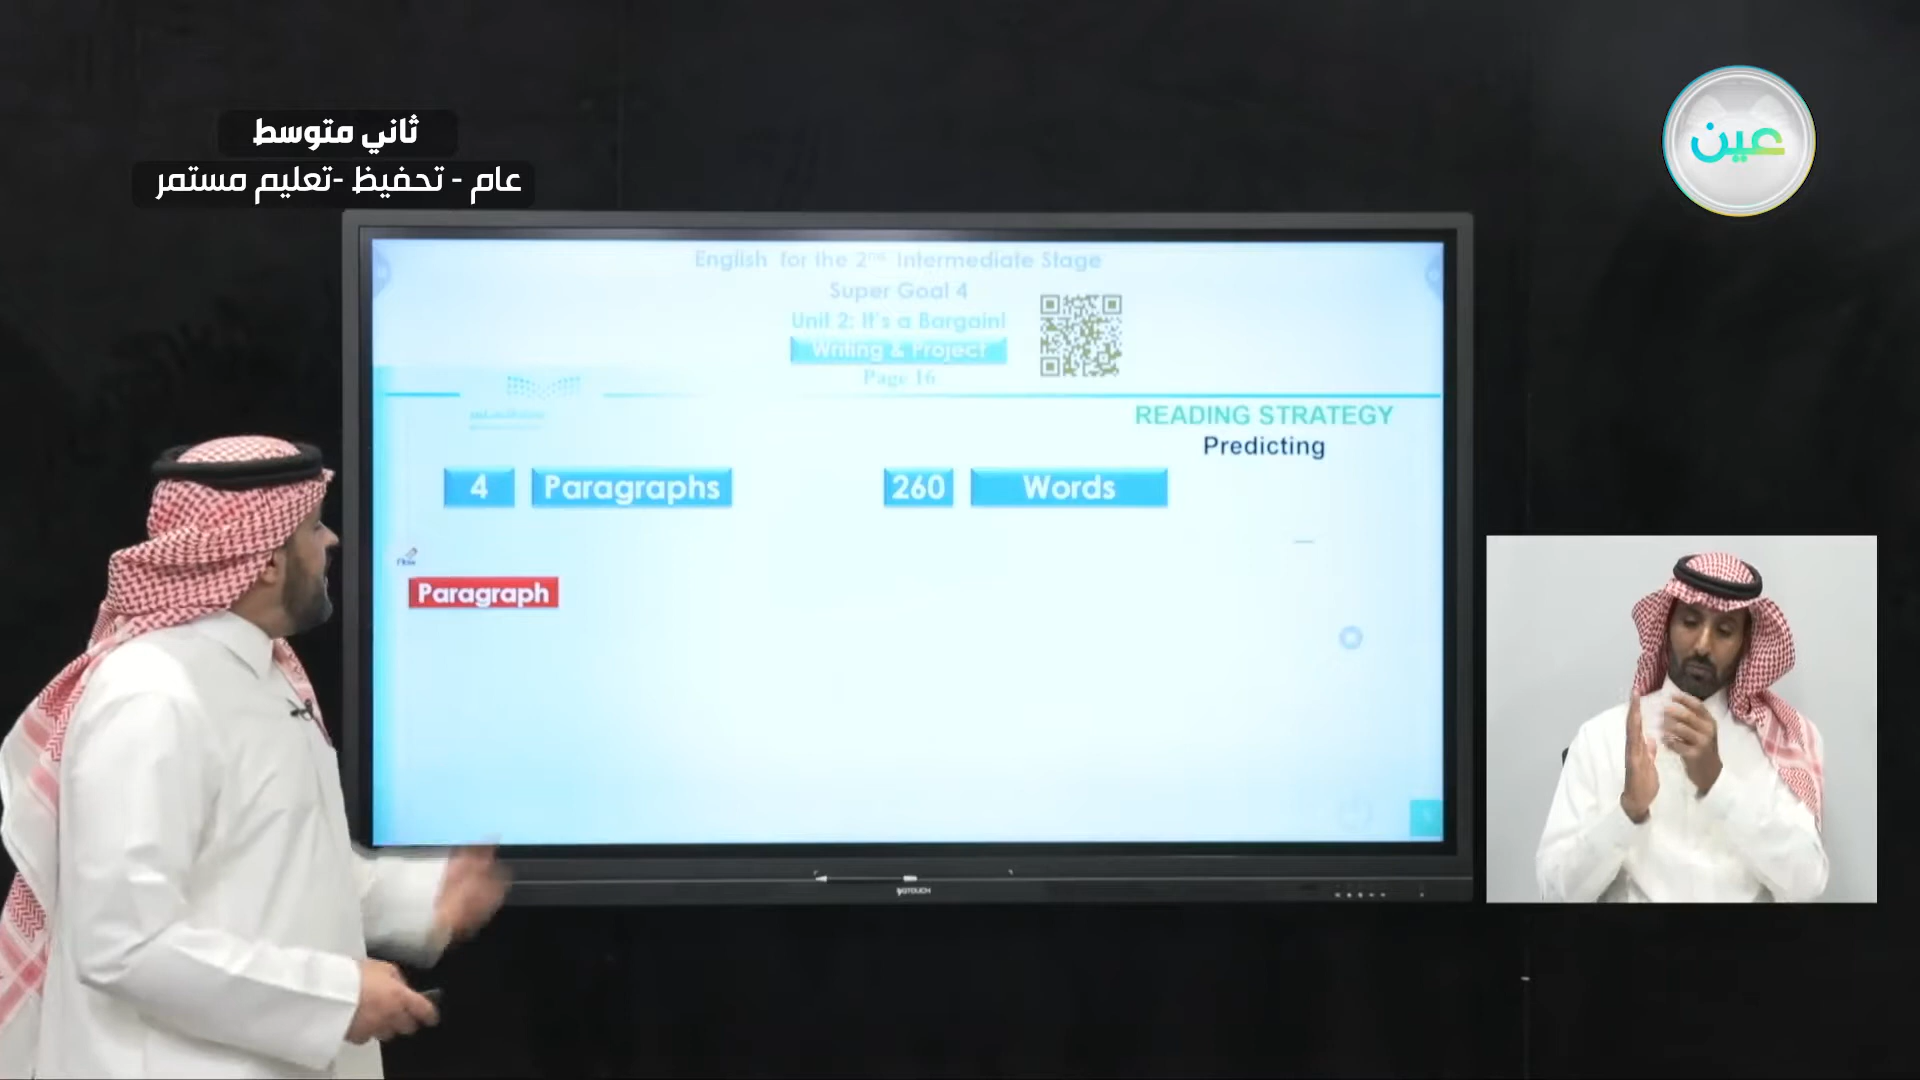 ثاني متوسط
عام - تحفيظ -تعليم مستمر
عين
English for the 2nd Intermediate Stage
Super Goal 4
Unit 2: It's a Bargain!
Writing & Project
Page 16
READING STRATEGY
Predicting
4 Paragraphs 260 Words
Paragraph